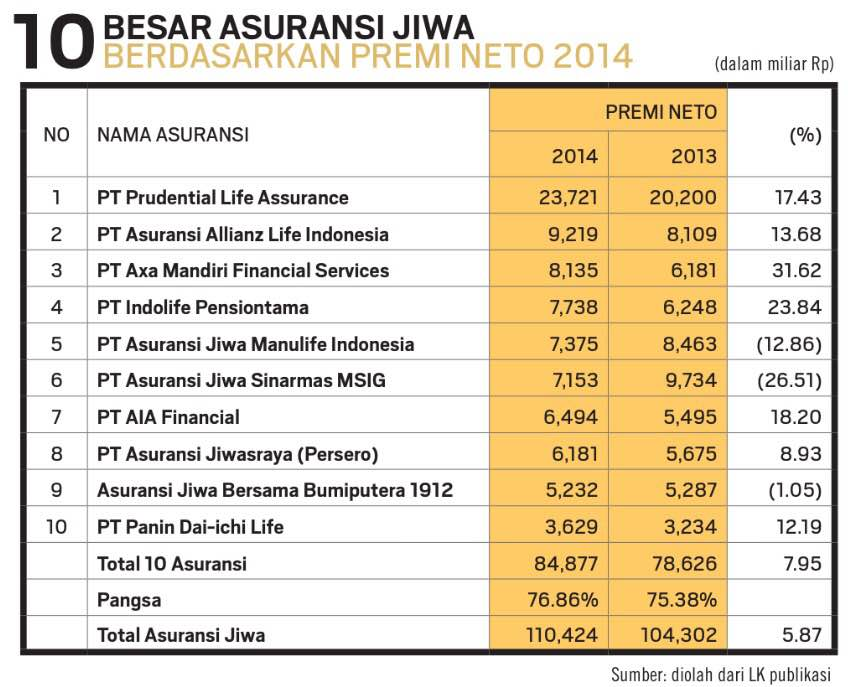 10 BESAR ASURANSI JIWA
BERDASARKAN PREMI NETO 2014
(dalam miliar Rp)
NO NAMA ASURANSI PREMI NETO (%)
2014 2013
1 PT Prudential Life Assurance 23,721 20,200 17.43
2 PT Asuransi Allianz Life Indonesia 9,219 8,109 13.68
3 PT Axa Mandiri Financial Services 8,135 6,181 31.62
4 PT Indolife Pensiontama 7,738 6,248 23.84
5 PT Asuransi Jiwa Manulife Indonesia 7,375 8,463 (12.86)
6 PT Asuransi Jiwa Sinarmas MSIG 7,153 9,734 (26.51)
7 PT AIA Financial 6,494 5,495 18.20
8 PT Asuransi Jiwasraya (Persero) 6,181 5,675 8.93
9 Asuransi Jiwa Bersama Bumiputera 1912 5,232 5,287 (1.05)
10 PT Panin Dai-ichi Life 3,629 3,234 12.19
Total 10 Asuransi 84,877 78,626 7.95
Pangsa 76.86% 75.38%
Total Asuransi Jiwa 110,424 104,302 5.87
Sumber: diolah dari LK publikasi